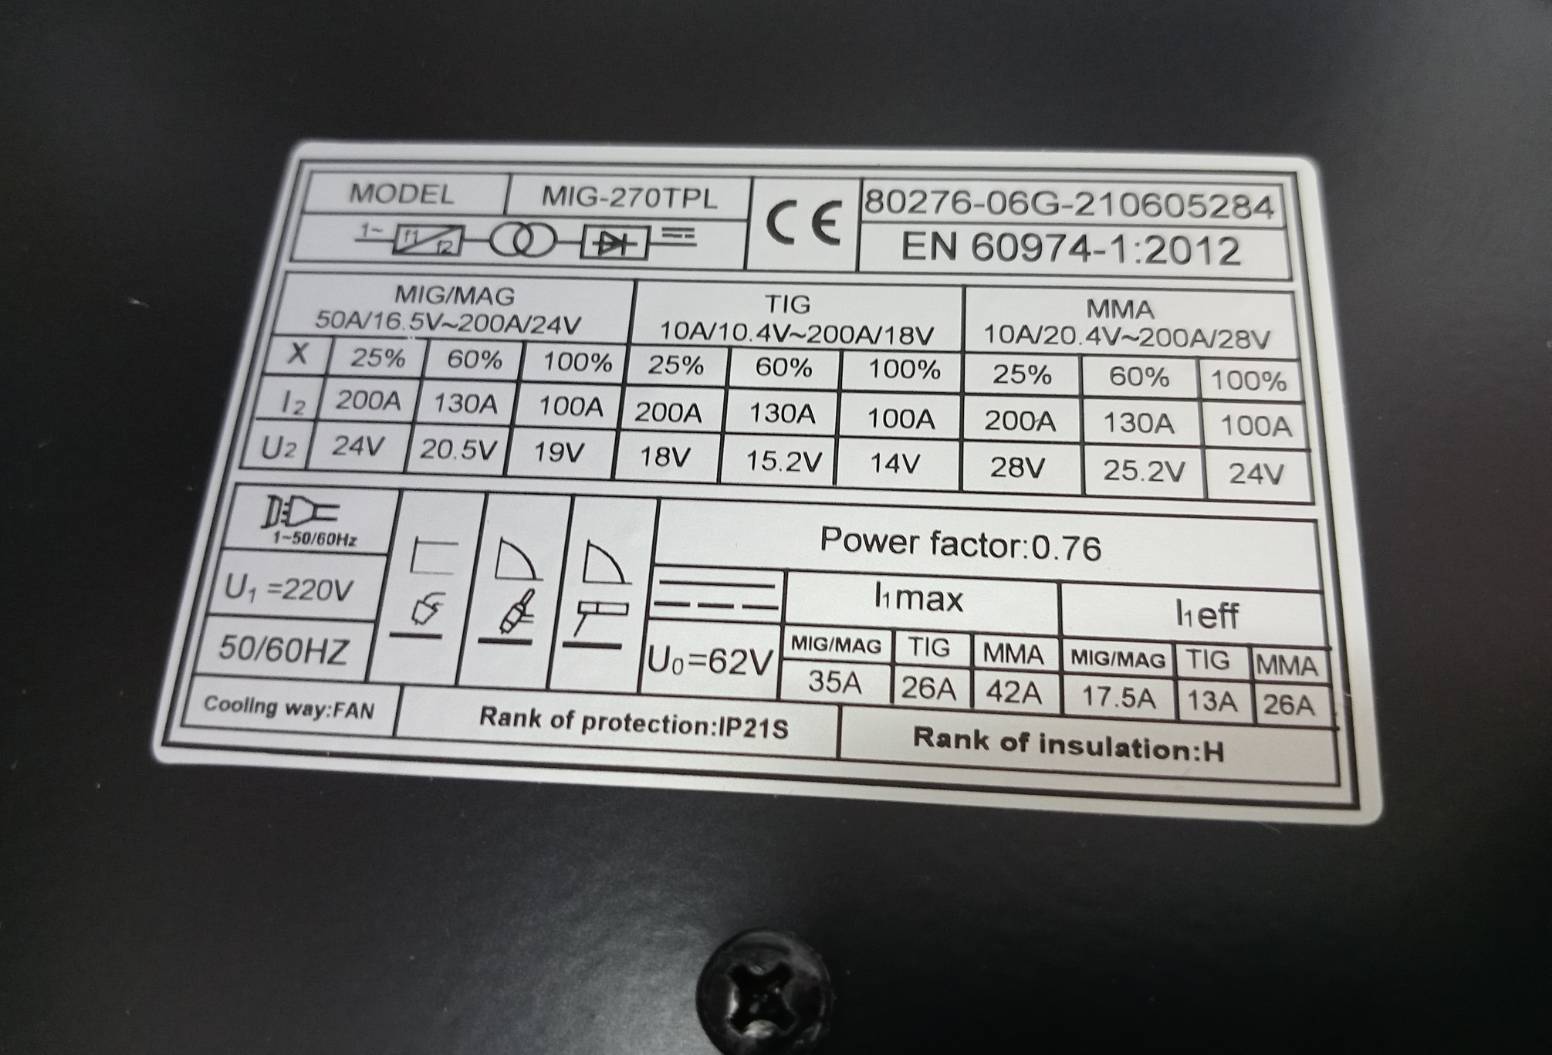 MODEL MIG-270TPL CE 80276-06G-210605284
1~ f1 f2 EN 60974-1:2012
MIG/MAG TIG MMA
50A/16.5V~200A/24V 10A/10.4V~200A/18V 10A/20.4V~200A/28V
X 25% 60% 100% 25% 60% 100% 25% 60% 100%
I2 200A 130A 100A 200A 130A 100A 200A 130A 100A
U2 24V 20.5V 19V 18V 15.2V 14V 28V 25.2V 24V
1~50/60Hz Power factor:0.76
U1 =220V I1max I1eff
50/60HZ U0=62V MIG/MAG TIG MMA MIG/MAG TIG MMA
35A 26A 42A 17.5A 13A 26A
Cooling way:FAN Rank of protection:IP21S Rank of insulation:H